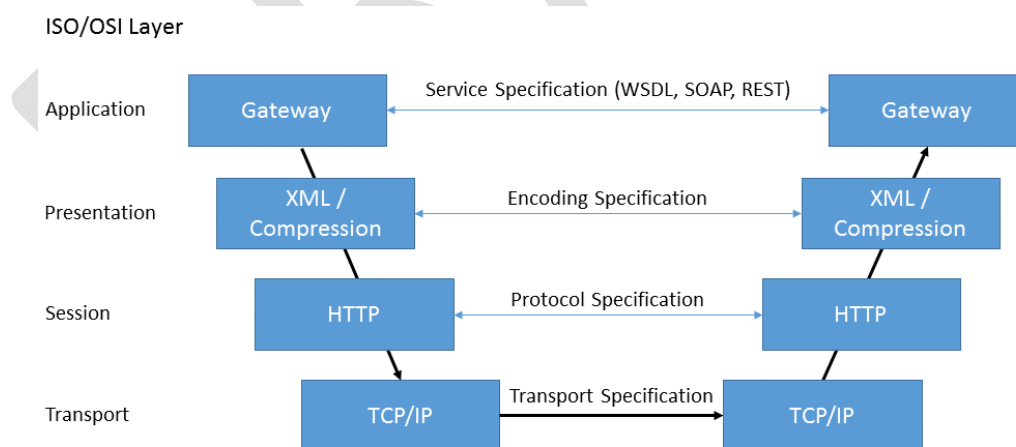 ISO/OSI Layer
Application
Gateway
Service Specification (WSDL, SOAP, REST)
Gateway
Presentation
XML /
Compression
Encoding Specification
XML /
Compression
Session
HTTP
Protocol Specification
HTTP
Transport
TCP/IP
Transport Specification
TCP/IP